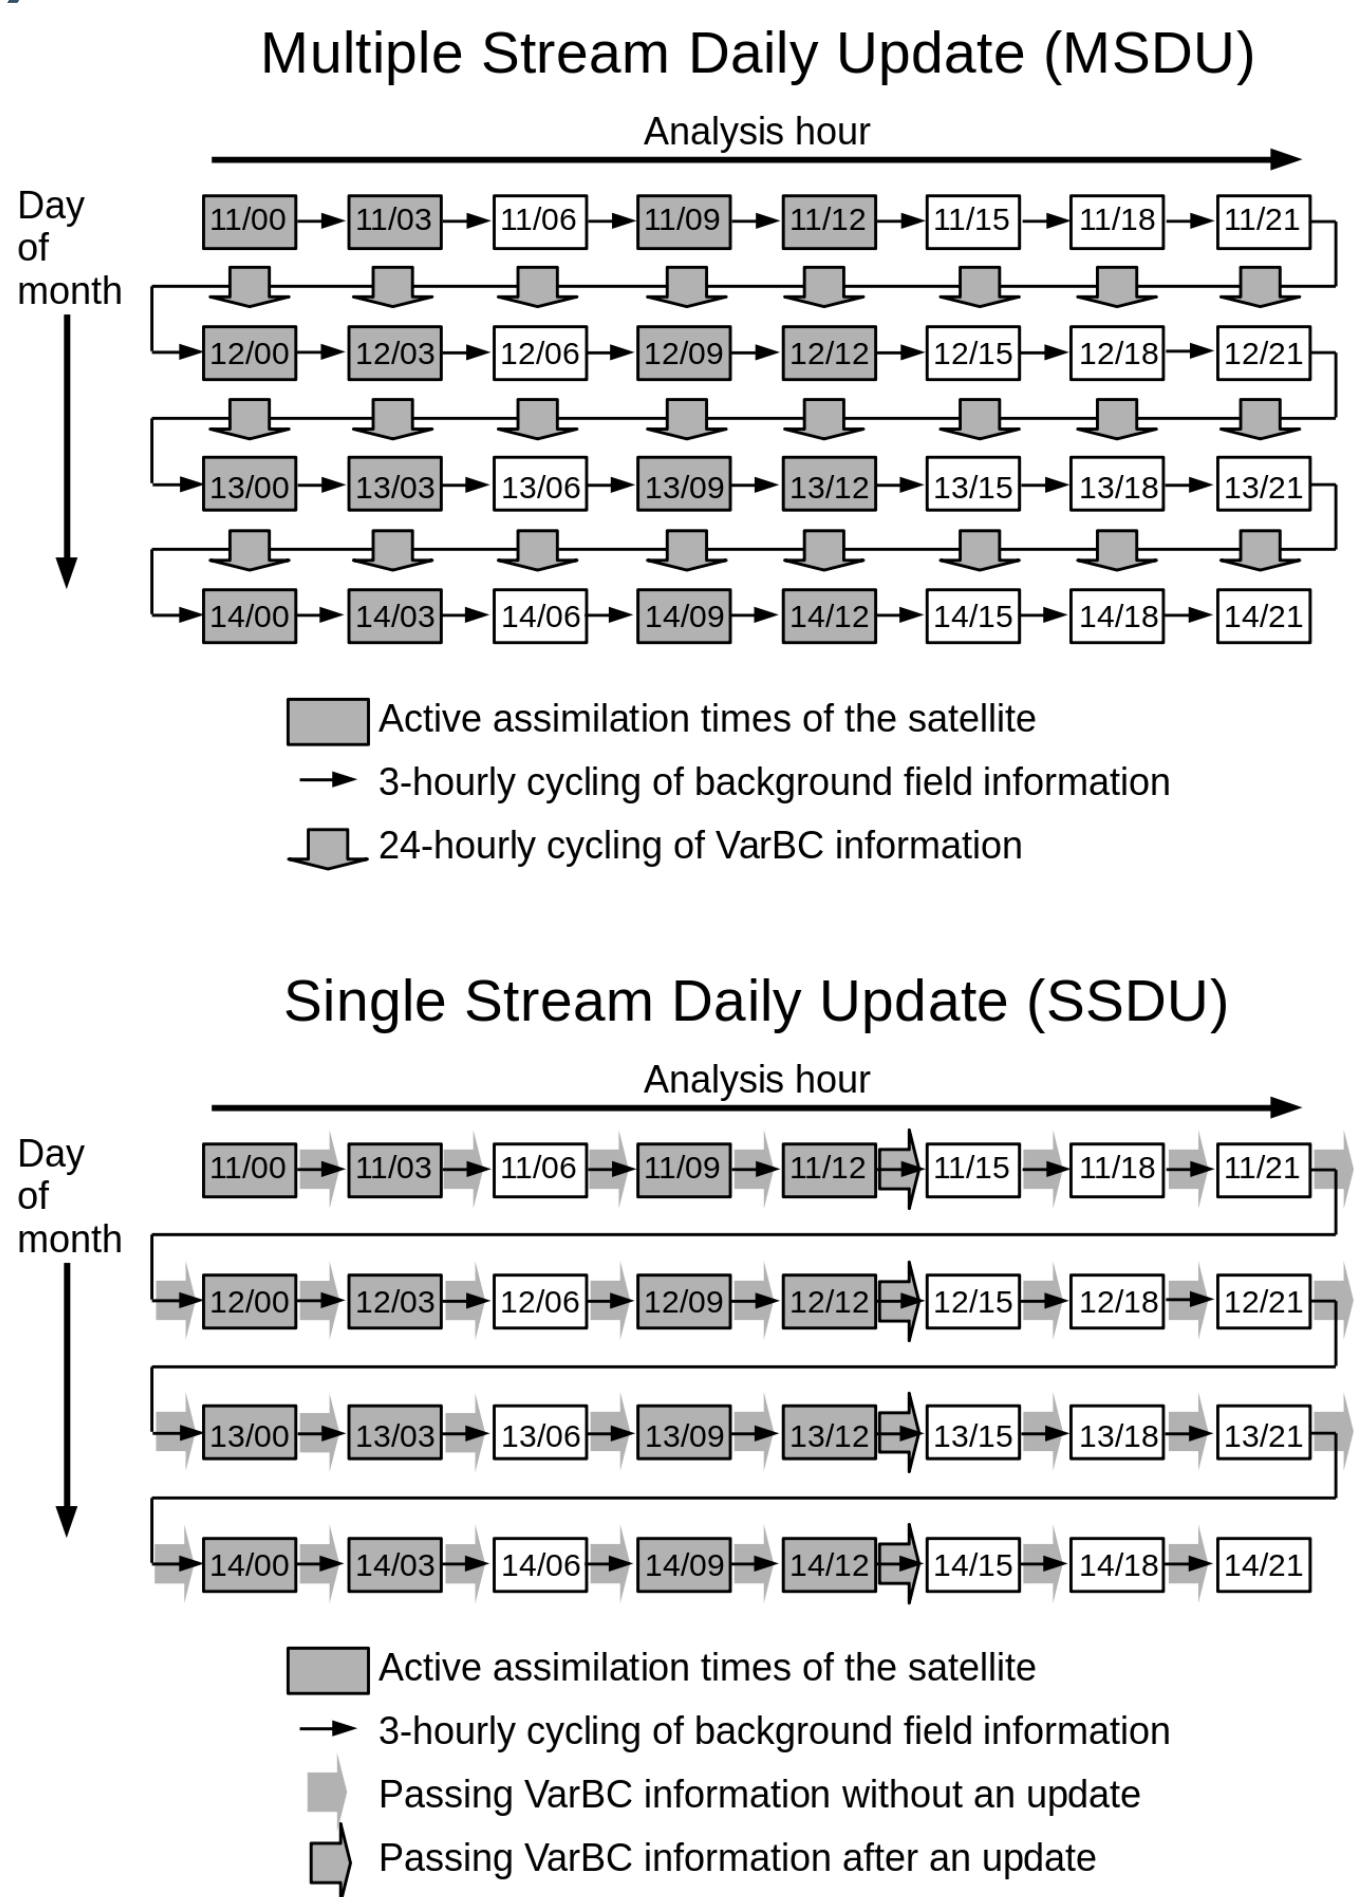 Multiple Stream Daily Update (MSDU)
Analysis hour
Day
of
month
11/00 11/03 11/06 11/09 11/12 11/15 11/18 11/21
12/00 12/03 12/06 12/09 12/12 12/15 12/18 12/21
13/00 13/03 13/06 13/09 13/12 13/15 13/18 13/21
14/00 14/03 14/06 14/09 14/12 14/15 14/18 14/21
Active assimilation times of the satellite
3-hourly cycling of background field information
24-hourly cycling of VarBC information
Single Stream Daily Update (SSDU)
Analysis hour
Day
of
month
11/00 11/03 11/06 11/09 11/12 11/15 11/18 11/21
12/00 12/03 12/06 12/09 12/12 12/15 12/18 12/21
13/00 13/03 13/06 13/09 13/12 13/15 13/18 13/21
14/00 14/03 14/06 14/09 14/12 14/15 14/18 14/21
Active assimilation times of the satellite
3-hourly cycling of background field information
Passing VarBC information without an update
Passing VarBC information after an update